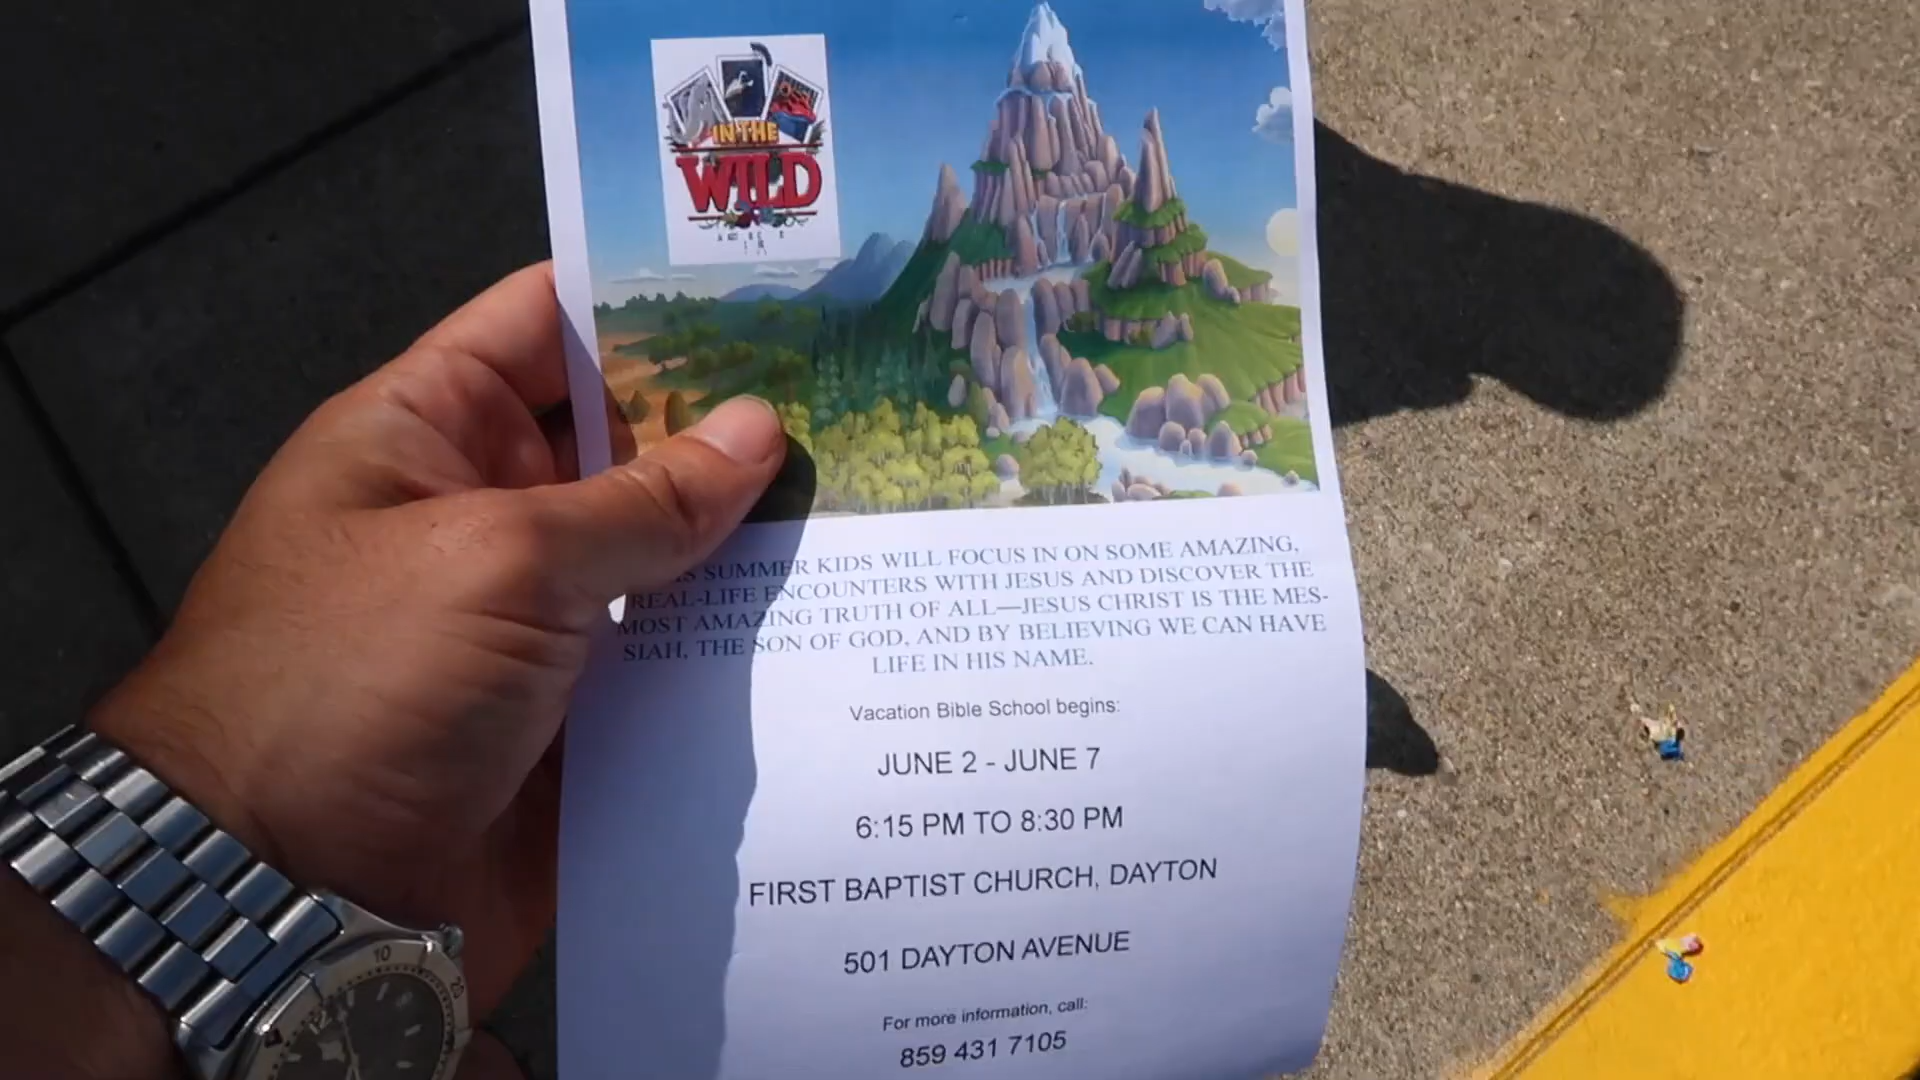 IN THE
WILD
SUMMER KIDS WILL FOCUS IN ON SOME AMAZING,
REAL-LIFE ENCOUNTERS WITH JESUS AND DISCOVER THE
MOST AMAZING TRUTH OF ALL—JESUS CHRIST IS THE MES-
SIAH, THE SON OF GOD, AND BY BELIEVING WE CAN HAVE
LIFE IN HIS NAME.
Vacation Bible School begins:
JUNE 2 - JUNE 7
6:15 PM TO 8:30 PM
FIRST BAPTIST CHURCH, DAYTON
501 DAYTON AVENUE
For more information, call:
859 431 7105
10
20